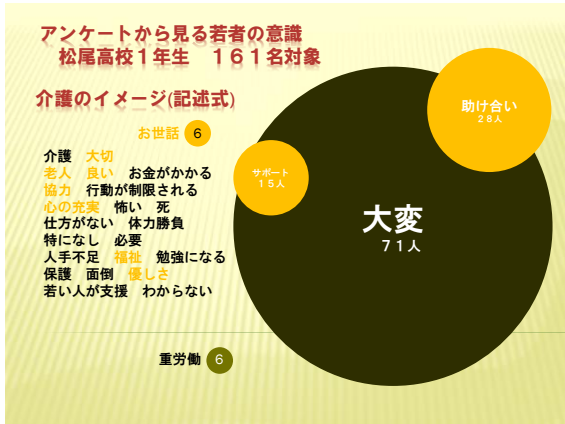 アンケートから見る若者の意識
松尾高校1年生　161名対象
介護のイメージ(記述式)
お世話 6
介護　大切
老人　良い　お金がかかる
協力　行動が制限される
心の充実　怖い　死
仕方がない　体力勝負
特になし　必要
人手不足　福祉　勉強になる
保護　面倒　優しさ
若い人が支援　わからない
重労働 6
サポート
15人
助け合い
28人
大変
71人